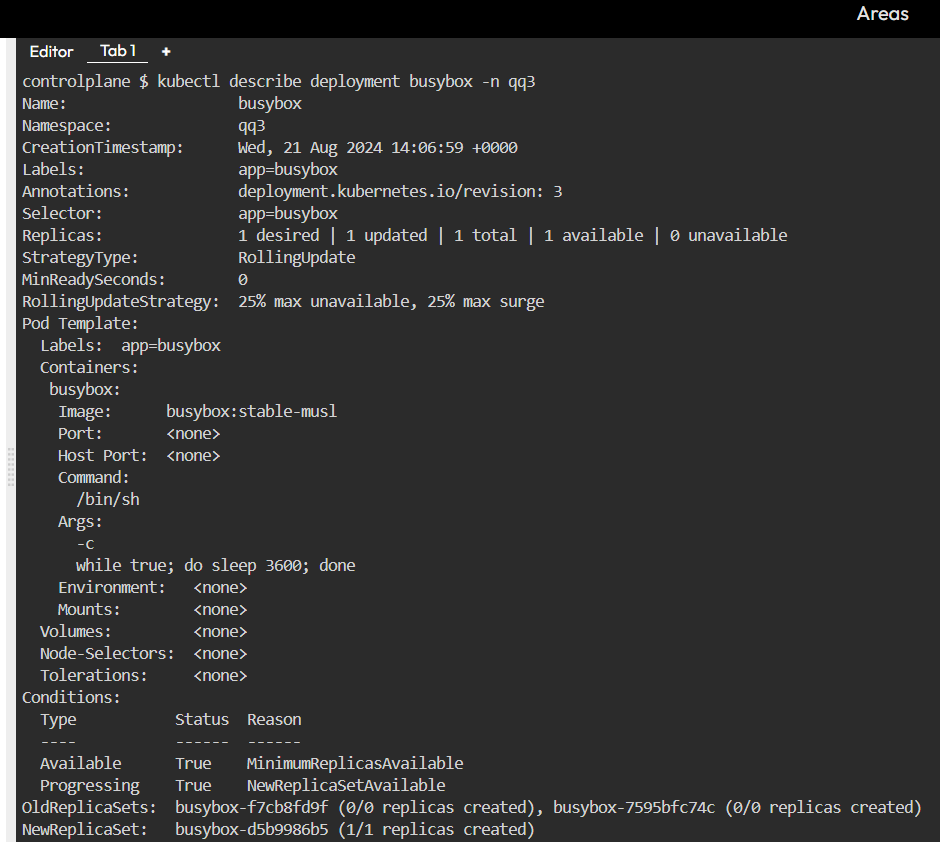 Areas
Editor Tab 1 +
controlplane $ kubectl describe deployment busybox -n qq3
Name:                   busybox
Namespace:              qq3
CreationTimestamp:      Wed, 21 Aug 2024 14:06:59 +0000
Labels:                 app=busybox
Annotations:            deployment.kubernetes.io/revision: 3
Selector:               app=busybox
Replicas:               1 desired | 1 updated | 1 total | 1 available | 0 unavailable
StrategyType:           RollingUpdate
MinReadySeconds:        0
RollingUpdateStrategy:  25% max unavailable, 25% max surge
Pod Template:
  Labels:  app=busybox
  Containers:
   busybox:
    Image:      busybox:stable-musl
    Port:       <none>
    Host Port:  <none>
    Command:
      /bin/sh
    Args:
      -c
      while true; do sleep 3600; done
    Environment:   <none>
    Mounts:        <none>
  Volumes:         <none>
  Node-Selectors:  <none>
  Tolerations:     <none>
Conditions:
  Type           Status  Reason
  ----           ------  ------
  Available      True    MinimumReplicasAvailable
  Progressing    True    NewReplicaSetAvailable
OldReplicaSets:  busybox-f7cb8fd9f (0/0 replicas created), busybox-7595bfc74c (0/0 replicas created)
NewReplicaSet:   busybox-d5b9986b5 (1/1 replicas created)